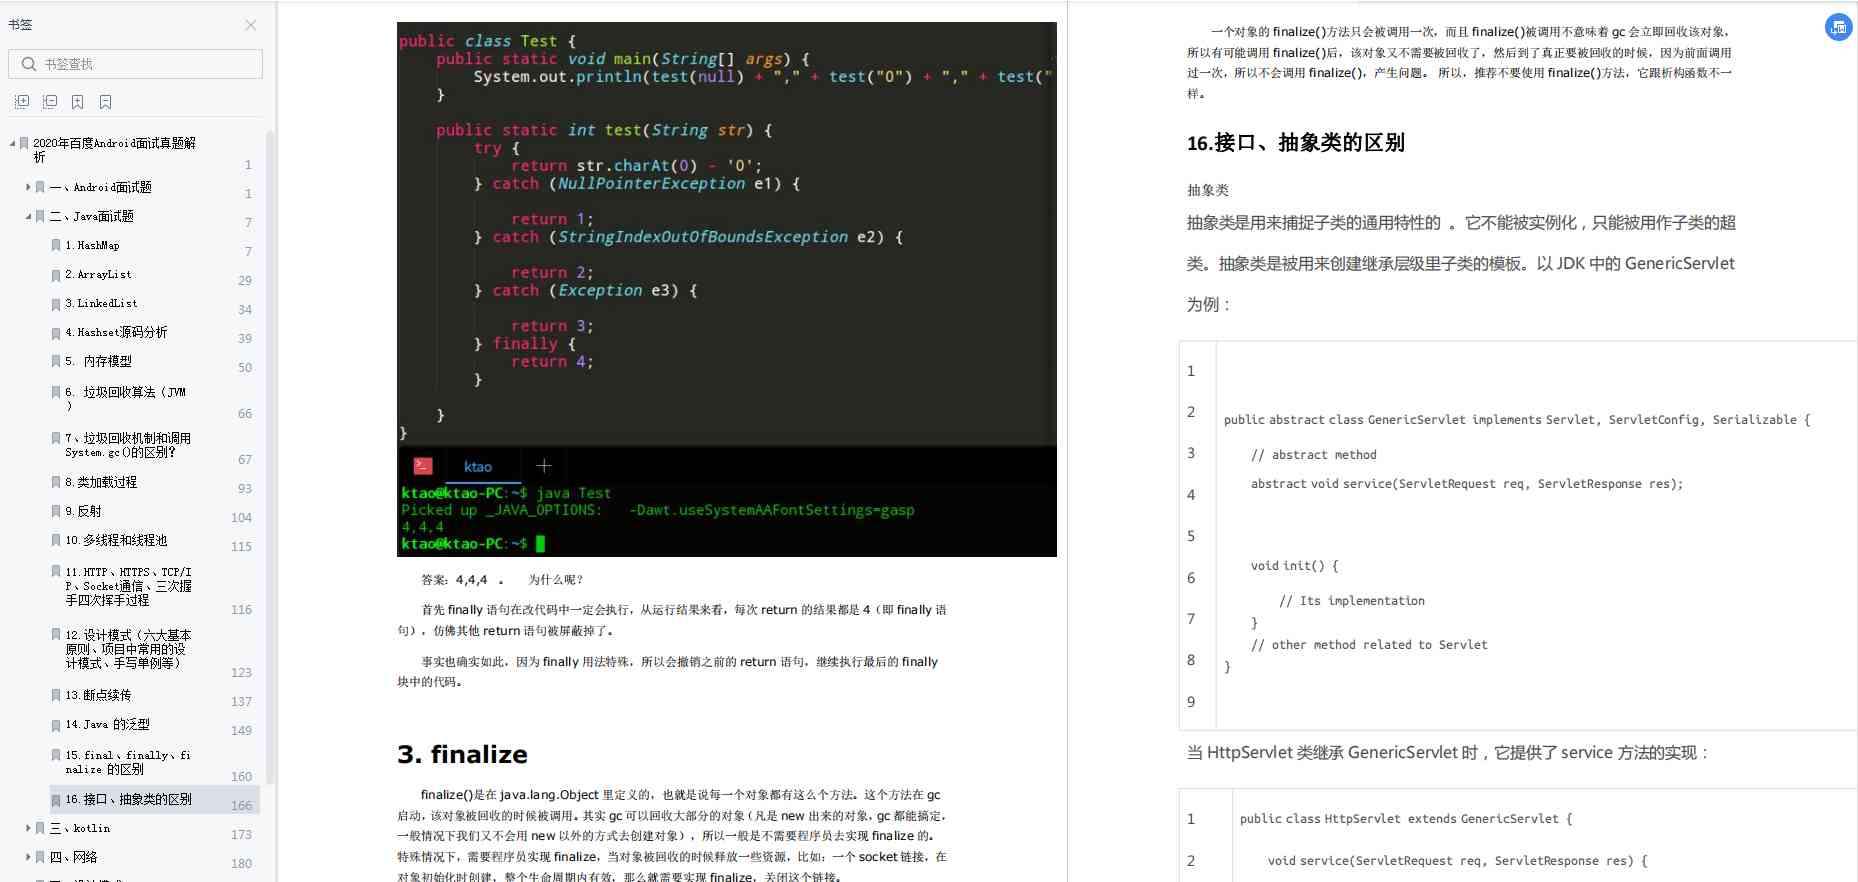 书签
书签查找
2020年百度Android面试真题解
析
1
一、Android面试题
1
二、Java面试题
7
1.HashMap
7
2.ArrayList
29
3.LinkedList
34
4.Hashset源码分析
39
5. 内存模型
50
6. 垃圾回收算法（JVM
）
66
7、垃圾回收机制和调用
System.gc()的区别?
67
8.类加载过程
93
9.反射
104
10.多线程和线程池
115
11.HTTP、HTTPS、TCP/I
P、Socket通信、三次握
手四次挥手过程
116
12.设计模式（六大基本
原则、项目中常用的设
计模式、手写单例等）
123
13.断点续传
137
14.Java 的泛型
149
15.final、finally、fi
nalize 的区别
160
16.接口、抽象类的区别
166
三、kotlin
173
四、网络
180
public class Test {
public static void main(String[] args) {
System.out.println(test(null) + "," + test("0") + "," + test("
}
public static int test(String str) {
try {
return str.charAt(0) - '0';
} catch (NullPointerException e1) {
return 1;
} catch (StringIndexOutOfBoundsException e2) {
return 2;
} catch (Exception e3) {
return 3;
} finally {
return 4;
}
}
}
ktao
ktao@ktao-PC:~$ java Test
Picked up _JAVA_OPTIONS:   -Dawt.useSystemAAFontSettings=gasp
4,4,4
ktao@ktao-PC:~$
答案：4,4,4 。 为什么呢？
首先 finally 语句在改代码中一定会执行，从运行结果来看，每次 return 的结果都是 4（即 finally 语
句），仿佛其他 return 语句被屏蔽掉了。
事实也确实如此，因为 finally 用法特殊，所以会撤销之前的 return 语句，继续执行最后的 finally
块中的代码。
3. finalize
finalize()是在 java.lang.Object 里定义的，也就是说每一个对象都有这么个方法。这个方法在 gc
启动，该对象被回收的时候被调用。其实 gc 可以回收大部分的对象（凡是 new 出来的对象，gc 都能搞定，
一般情况下我们又不会用 new 以外的方式去创建对象），所以一般是不需要程序员去实现 finalize 的。
特殊情况下，需要程序员实现 finalize，当对象被回收的时候释放一些资源，比如：一个 socket 链接，在
对象初始化时创建，整个生命周期内有效，那么就需要实现 finalize，关闭这个链接。
一个对象的 finalize()方法只会被调用一次，而且 finalize()被调用不意味着 gc 会立即回收该对象，
所以有可能调用 finalize()后，该对象又不需要被回收了，然后到了真正要被回收的时候，因为前面调用
过一次，所以不会调用 finalize()，产生问题。 所以，推荐不要使用 finalize()方法，它跟析构函数不一
样。
16.接口、抽象类的区别
抽象类
抽象类是用来捕捉子类的通用特性的 。它不能被实例化，只能被用作子类的超
类。抽象类是被用来创建继承层级里子类的模板。以 JDK 中的 GenericServlet
为例：
1
2
public abstract class GenericServlet implements Servlet, ServletConfig, Serializable {
3
// abstract method
4
abstract void service(ServletRequest req, ServletResponse res);
5
void init() {
6
// Its implementation
7
}
// other method related to Servlet
8
}
9
当 HttpServlet 类继承 GenericServlet 时，它提供了 service 方法的实现：
1
public class HttpServlet extends GenericServlet {
2
void service(ServletRequest req, ServletResponse res) {